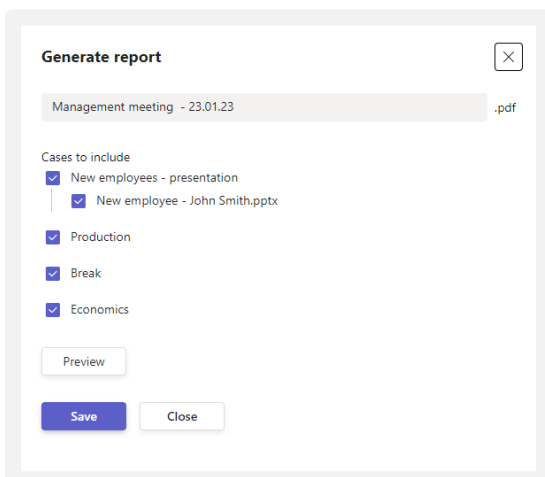 Generate report
Management meeting - 23.01.23 .pdf
Cases to include
New employees - presentation
New employee - John Smith.pptx
Production
Break
Economics
Preview
Save Close